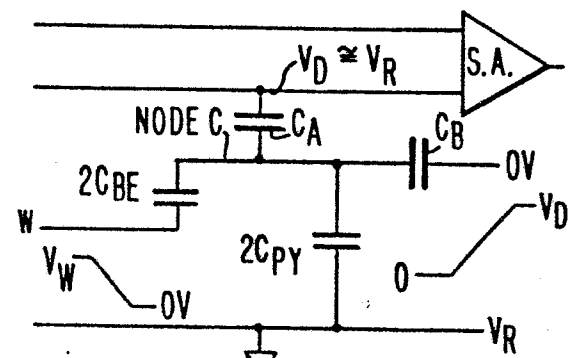 V_D ≅ V_R
S.A.
NODE C
C_A
C_B
0V
2C_BE
W
V_D
2C_PY
V_W
0
0V
V_R